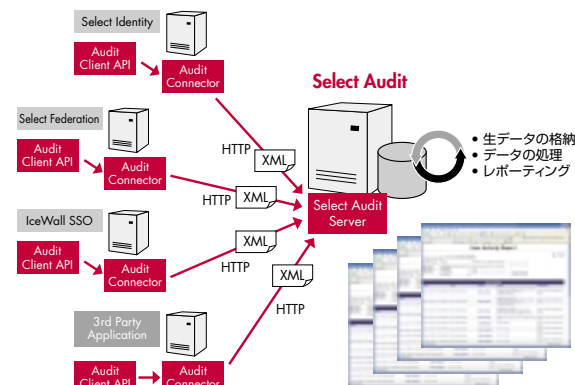 Select Identity
Audit
Client API
Audit
Connector
Select Federation
Audit
Client API
Audit
Connector
IceWall SSO
Audit
Client API
Audit
Connector
3rd Party
Application
Audit
Client API
Audit
Connector
HTTP
XML
HTTP
XML
XML
HTTP
XML
HTTP
Select Audit
Select Audit
Server
• 生データの格納
• データの処理
• レポーティング